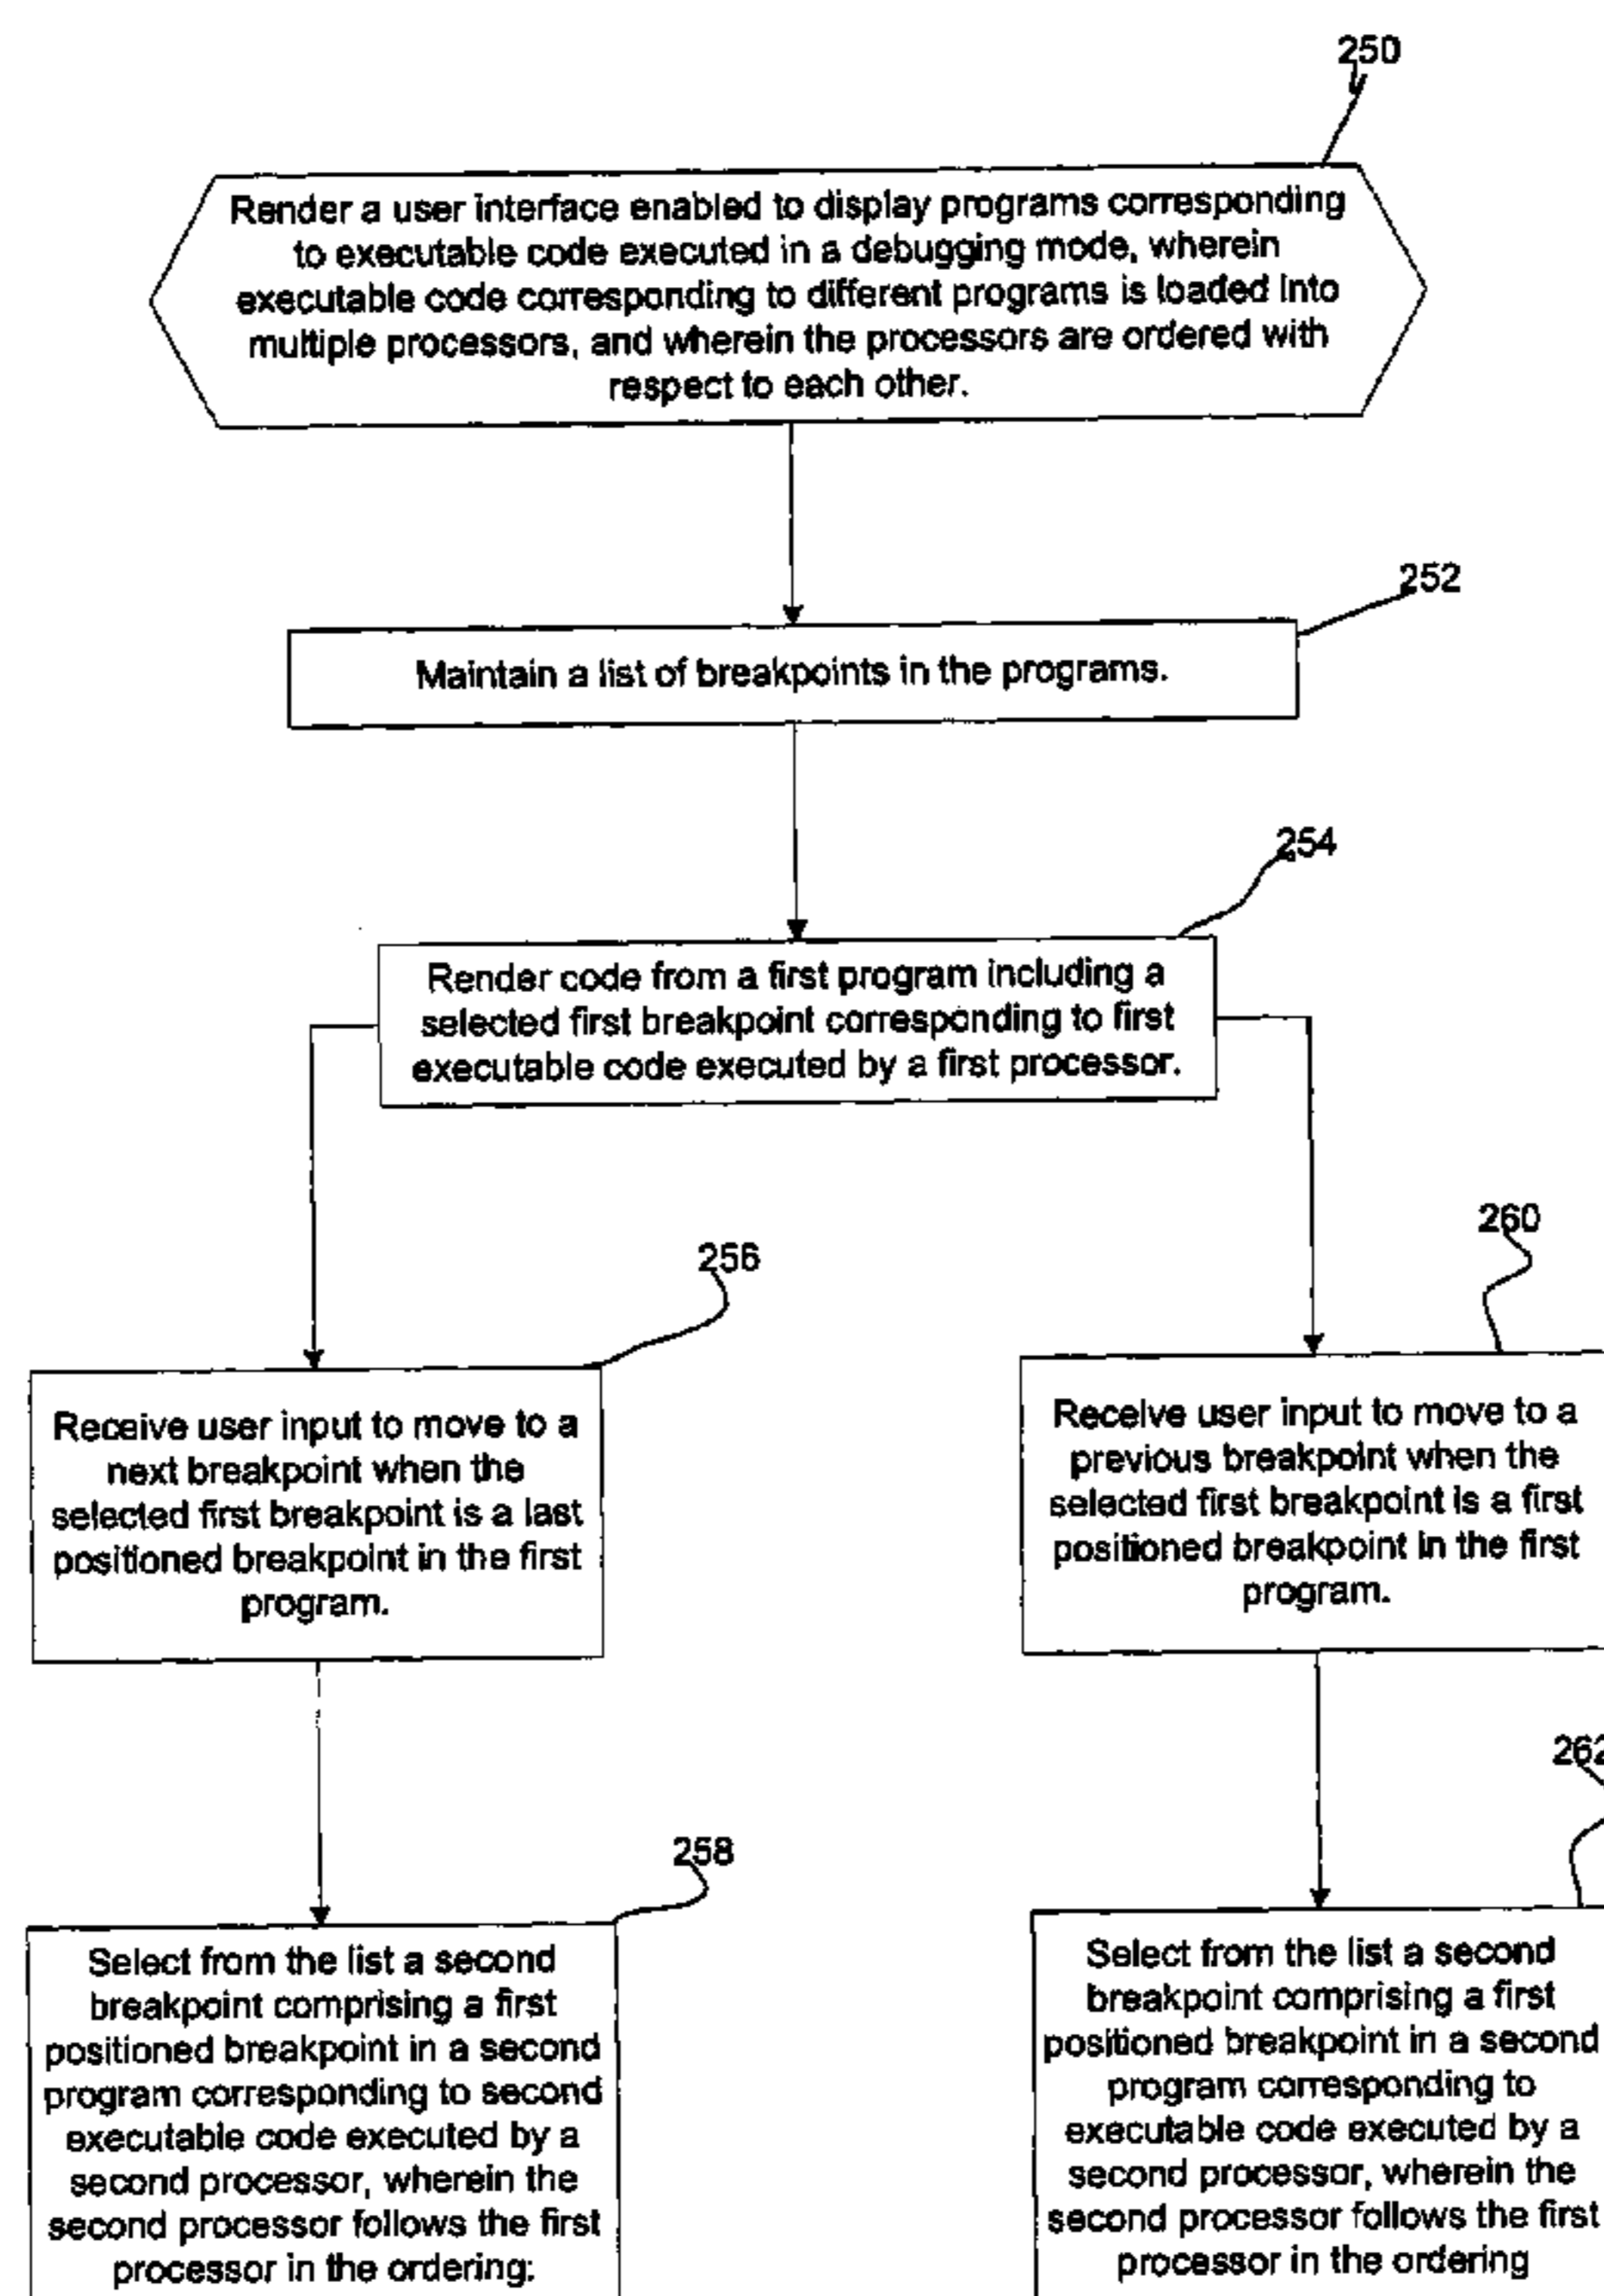 250
Render a user interface enabled to display programs corresponding
to executable code executed in a debugging mode, wherein
executable code corresponding to different programs is loaded into
multiple processors, and wherein the processors are ordered with
respect to each other.
252
Maintain a list of breakpoints in the programs.
254
Render code from a first program including a
selected first breakpoint corresponding to first
executable code executed by a first processor.
256
Receive user input to move to a
next breakpoint when the
selected first breakpoint is a last
positioned breakpoint in the first
program.
260
Receive user input to move to a
previous breakpoint when the
selected first breakpoint is a first
positioned breakpoint in the first
program.
258
Select from the list a second
breakpoint comprising a first
positioned breakpoint in a second
program corresponding to second
executable code executed by a
second processor, wherein the
second processor follows the first
processor in the ordering;
262
Select from the list a second
breakpoint comprising a first
positioned breakpoint in a second
program corresponding to
executable code executed by a
second processor, wherein the
second processor follows the first
processor in the ordering